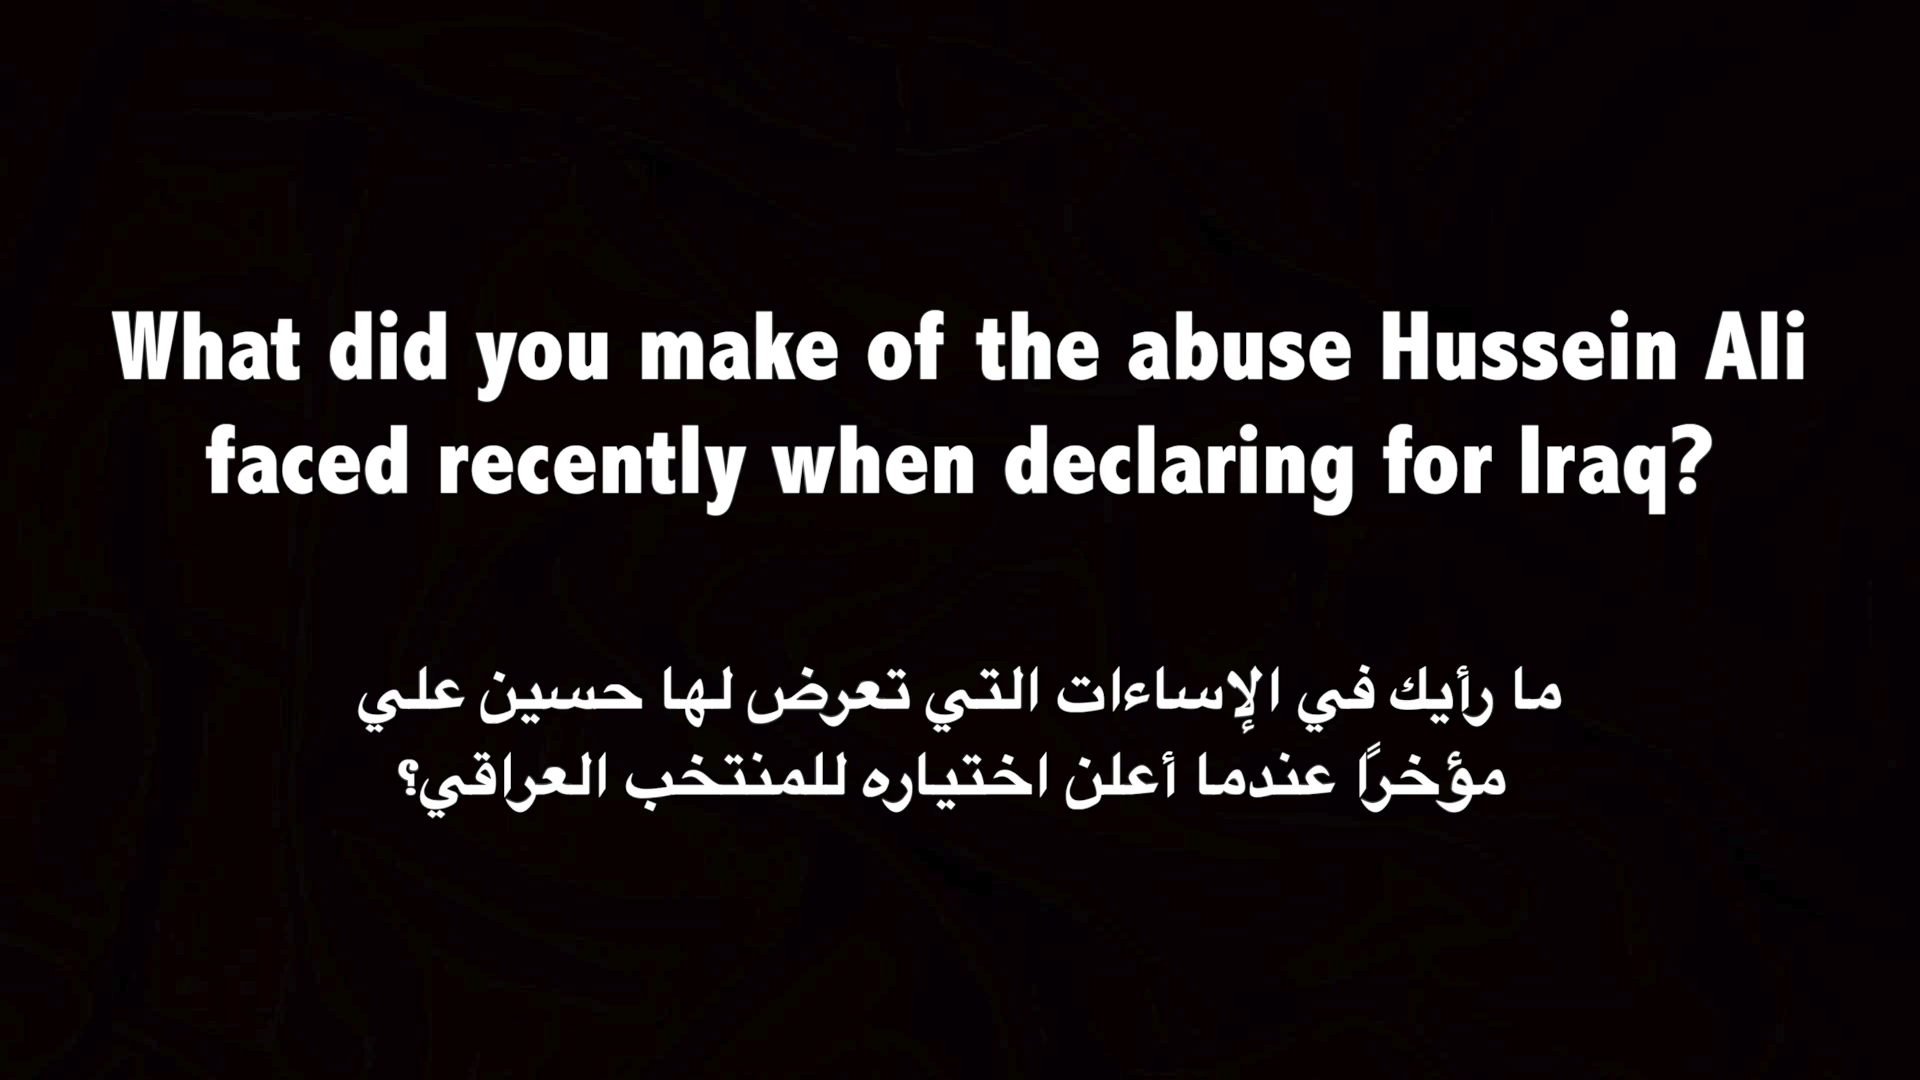 What did you make of the abuse Hussein Ali
faced recently when declaring for Iraq?
ما رأيك في الإساءات التي تعرض لها حسين علي
مؤخراً عندما أعلن اختياره للمنتخب العراقي؟